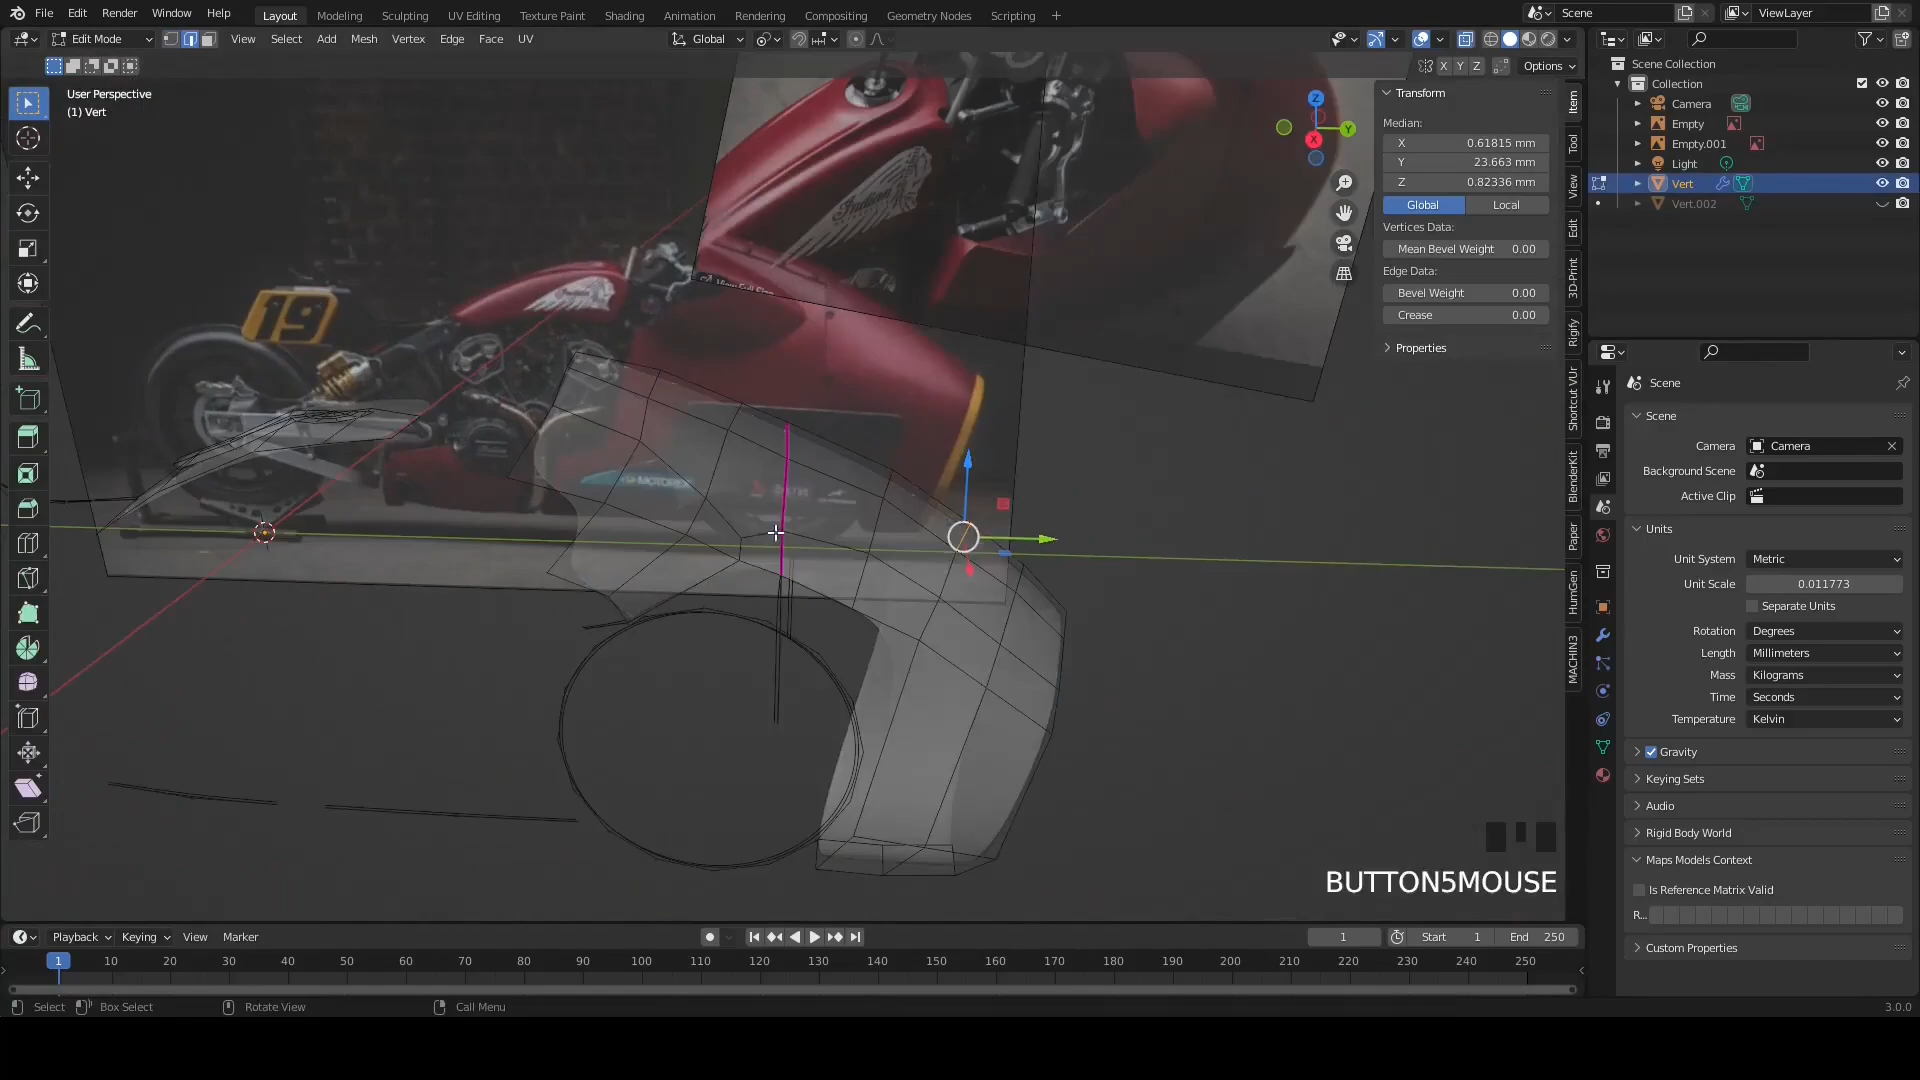 File Edit Render Window Help Layout Modeling Sculpting UV Editing Texture Paint Shading Animation Rendering Compositing Geometry Nodes Scripting + Scene ViewLayer
Edit Mode View Select Add Mesh Vertex Edge Face UV Global
X Y Z Options
User Perspective
(1) Vert
Transform
Median:
X 0.61815 mm
Y 23.663 mm
Z 0.82336 mm
Global Local
Vertices Data:
Mean Bevel Weight 0.00
Edge Data:
Bevel Weight 0.00
Crease 0.00
Properties
Item
Tool
View
Edit
3D-Print
Rigify
Shortcut VUr
BlenderKit
Paper
HumGen
MACHIN3
Z
Y
X
Indian
View Full Size
19
Scene Collection
Collection
Camera
Empty
Empty.001
Light
Vert
Vert.002
Scene
Scene
Camera Camera
Background Scene
Active Clip
Units
Unit System Metric
Unit Scale 0.011773
Separate Units
Rotation Degrees
Length Millimeters
Mass Kilograms
Time Seconds
Temperature Kelvin
Gravity
Keying Sets
Audio
Rigid Body World
Maps Models Context
Is Reference Matrix Valid
R...
Custom Properties
BUTTON5MOUSE
Playback Keying View Marker 1 Start 1 End 250
1 10 20 30 40 50 60 70 80 90 100 110 120 130 140 150 160 170 180 190 200 210 220 230 240 250
Select Box Select Rotate View Call Menu 3.0.0